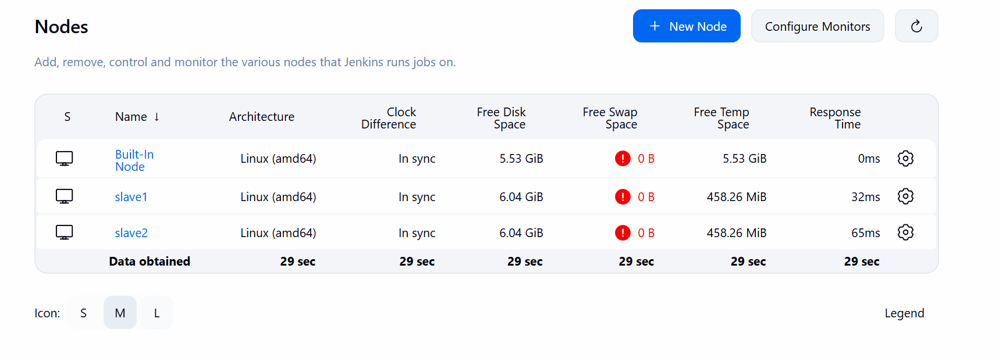 Nodes
+ New Node
Configure Monitors
Add, remove, control and monitor the various nodes that Jenkins runs jobs on.
S Name ↓ Architecture Clock Difference Free Disk Space Free Swap Space Free Temp Space Response Time
Built-In Node Linux (amd64) In sync 5.53 GiB ! 0 B 5.53 GiB 0ms
slave1 Linux (amd64) In sync 6.04 GiB ! 0 B 458.26 MiB 32ms
slave2 Linux (amd64) In sync 6.04 GiB ! 0 B 458.26 MiB 65ms
Data obtained 29 sec 29 sec 29 sec 29 sec 29 sec 29 sec
Icon: S M L
Legend